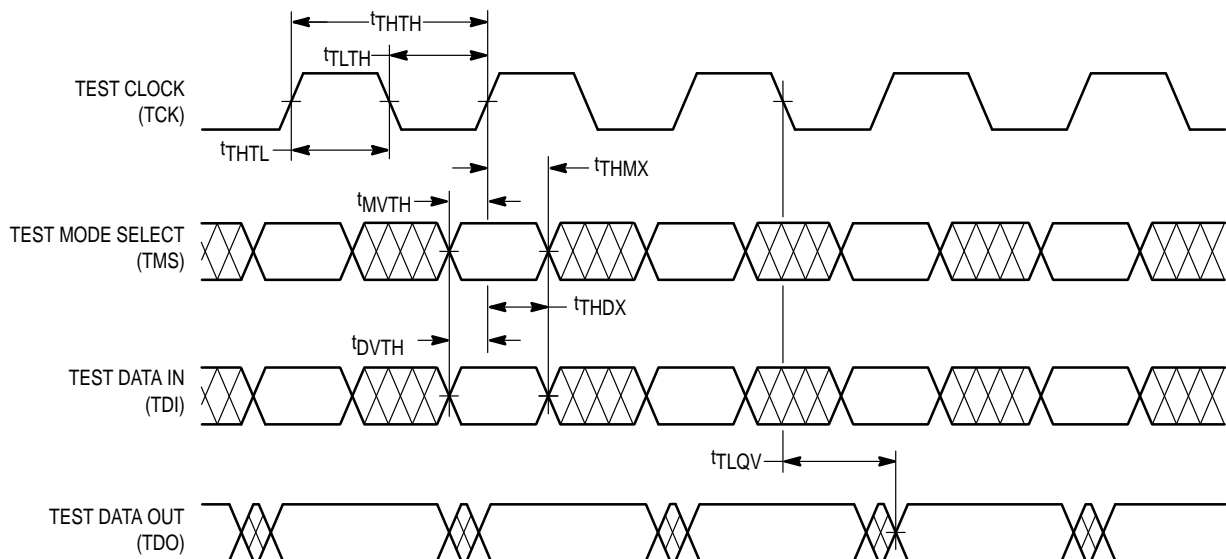 tTHTH
tTLTH
TEST CLOCK
(TCK)
tTHTL
tTHMX
tMVTH
TEST MODE SELECT
(TMS)
tTHDX
tDVTH
TEST DATA IN
(TDI)
tTLQV
TEST DATA OUT
(TDO)